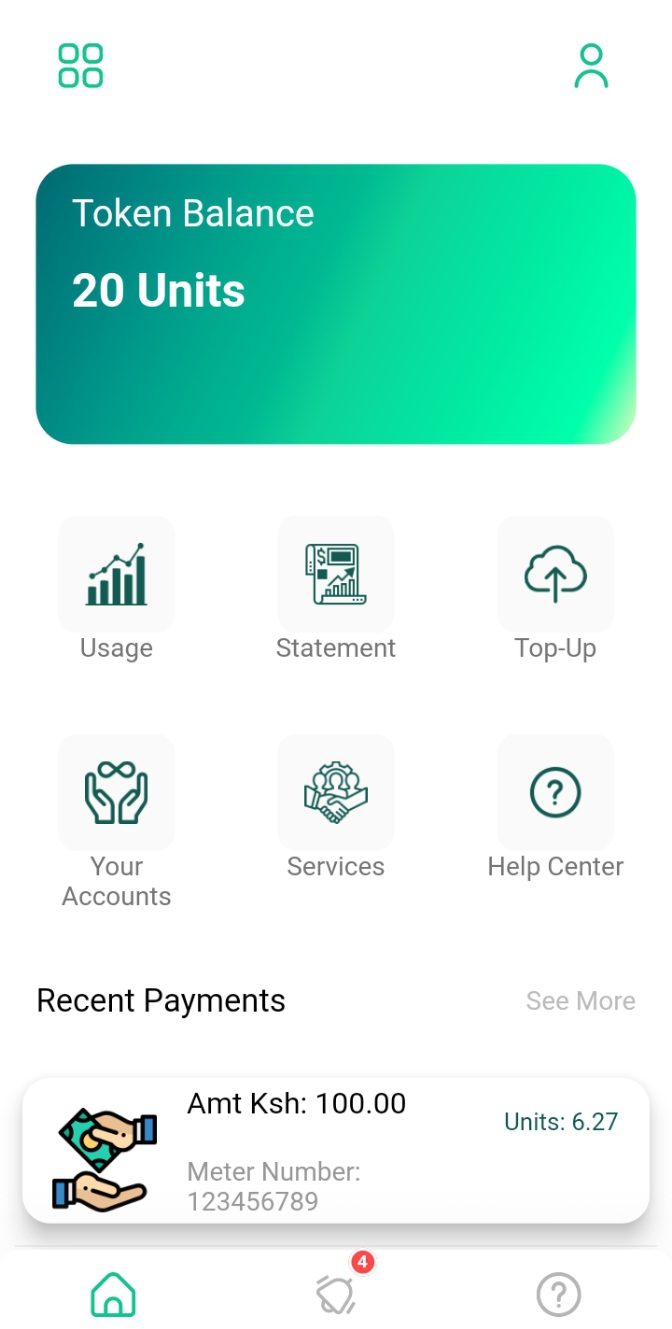 Token Balance
20 Units
Usage
Statement
Top-Up
Your
Accounts
Services
Help Center
Recent Payments
See More
Amt Ksh: 100.00
Units: 6.27
Meter Number:
123456789
4